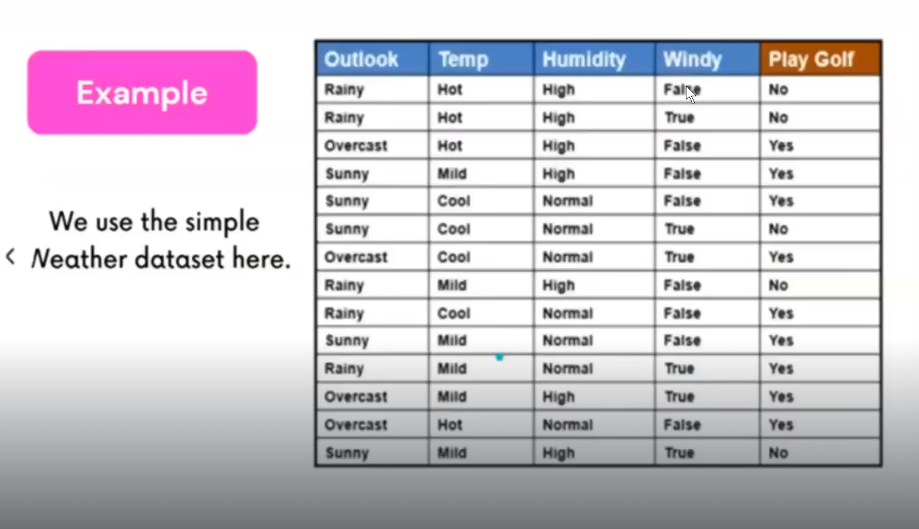 Example
We use the simple
Weather dataset here.
Outlook Temp Humidity Windy Play Golf
Rainy Hot High False No
Rainy Hot High True No
Overcast Hot High False Yes
Sunny Mild High False Yes
Sunny Cool Normal False Yes
Sunny Cool Normal True No
Overcast Cool Normal True Yes
Rainy Mild High False No
Rainy Cool Normal False Yes
Sunny Mild Normal False Yes
Rainy Mild Normal True Yes
Overcast Mild High True Yes
Overcast Hot Normal False Yes
Sunny Mild High True No